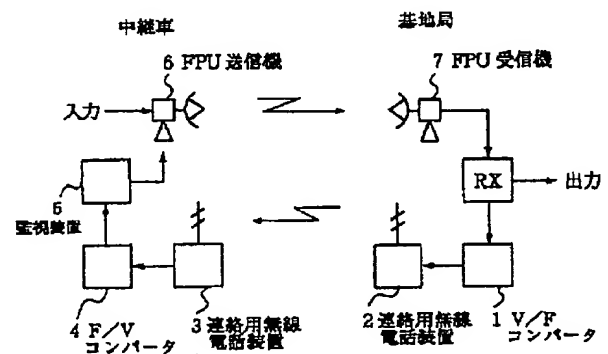 中継車
基地局
6 FPU 送信機
7 FPU 受信機
入力
RX
出力
5
監視装置
4 F/V
コンバータ
3 連絡用無線
電話装置
2 連絡用無線
電話装置
1 V/F
コンバータ